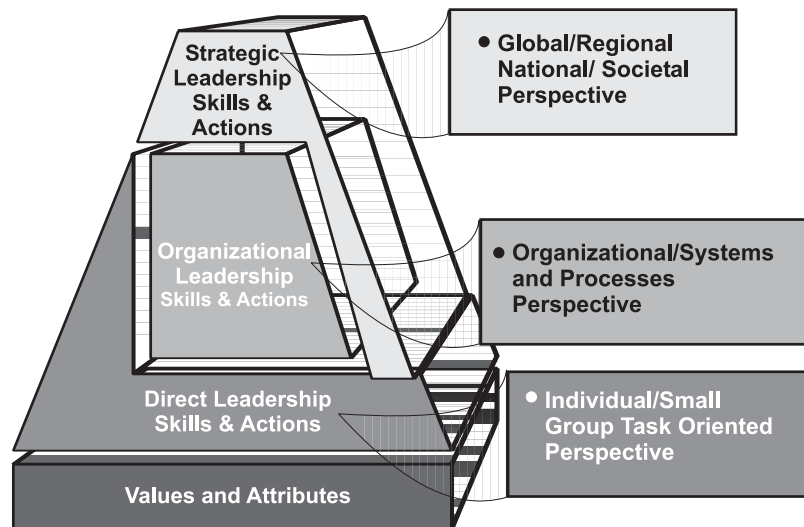 Strategic
Leadership
Skills &
Actions
• Global/Regional
National/ Societal
Perspective
Organizational
Leadership
Skills & Actions
• Organizational/Systems
and Processes
Perspective
Direct Leadership
Skills & Actions
• Individual/Small
Group Task Oriented
Perspective
Values and Attributes